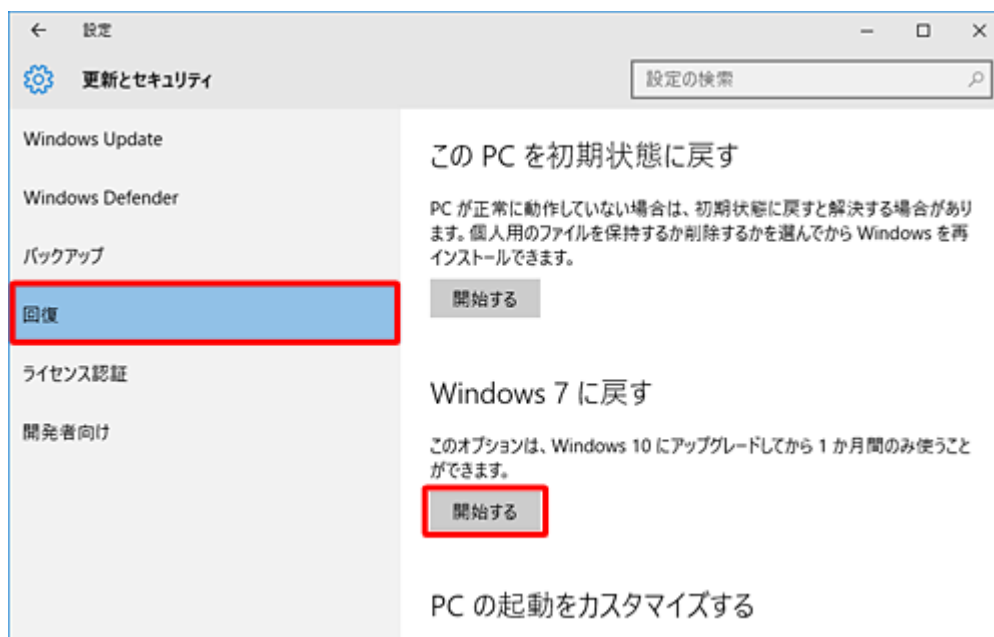 設定
更新とセキュリティ
設定の検索
Windows Update
Windows Defender
バックアップ
回復
ライセンス認証
開発者向け
この PC を初期状態に戻す
PC が正常に動作していない場合は、初期状態に戻すと解決する場合があり
ます。個人用のファイルを保持するか削除するかを選んでから Windows を再
インストールできます。
開始する
Windows 7 に戻す
このオプションは、Windows 10 にアップグレードしてから 1 か月間のみ使うこと
ができます。
開始する
PC の起動をカスタマイズする